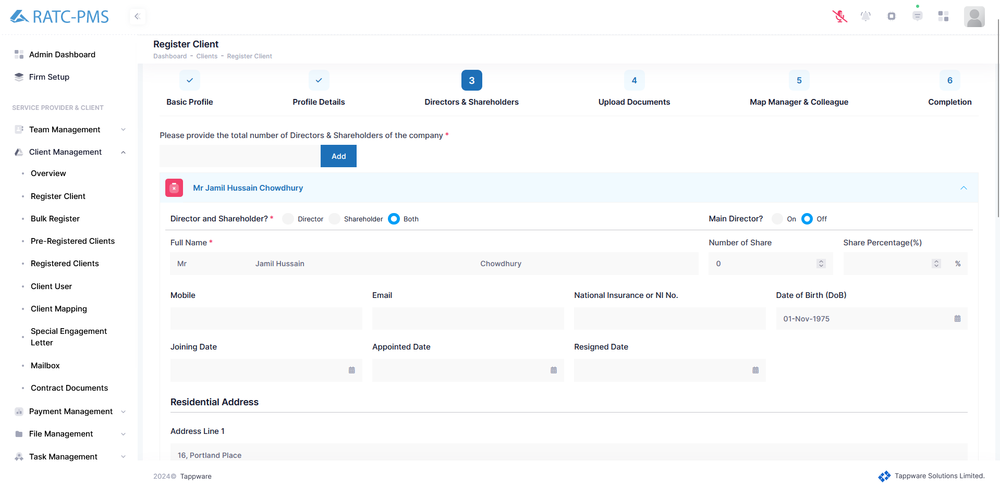 RATC-PMS
Register Client
Dashboard - Clients - Register Client
Admin Dashboard
Firm Setup
SERVICE PROVIDER & CLIENT
Team Management
Client Management
Overview
Register Client
Bulk Register
Pre-Registered Clients
Registered Clients
Client User
Client Mapping
Special Engagement
Letter
Mailbox
Contract Documents
Payment Management
File Management
Task Management
Basic Profile
Profile Details
3
Directors & Shareholders
4
Upload Documents
5
Map Manager & Colleague
6
Completion
Please provide the total number of Directors & Shareholders of the company *
Add
Mr Jamil Hussain Chowdhury
Director and Shareholder? * Director Shareholder Both
Main Director? On Off
Full Name *
Number of Share
Share Percentage(%)
Mr Jamil Hussain Chowdhury
0
%
Mobile
Email
National Insurance or NI No.
Date of Birth (DoB)
01-Nov-1975
Joining Date
Appointed Date
Resigned Date
Residential Address
Address Line 1
16, Portland Place
2024© Tappware
Tappware Solutions Limited.